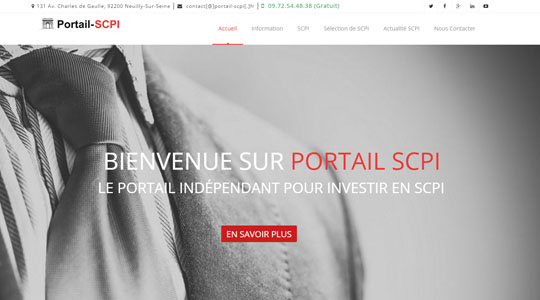 131 Av. Charles de Gaulle, 92200 Neuilly-Sur-Seine | contact[@[portail-scpi[.]fr | 09.72.54.48.38 (Gratuit)
Portail-SCPI
Accueil Information SCPI Sélection de SCPI Actualité SCPI Nous Contacter
BIENVENUE SUR PORTAIL SCPI
LE PORTAIL INDÉPENDANT POUR INVESTIR EN SCPI
EN SAVOIR PLUS